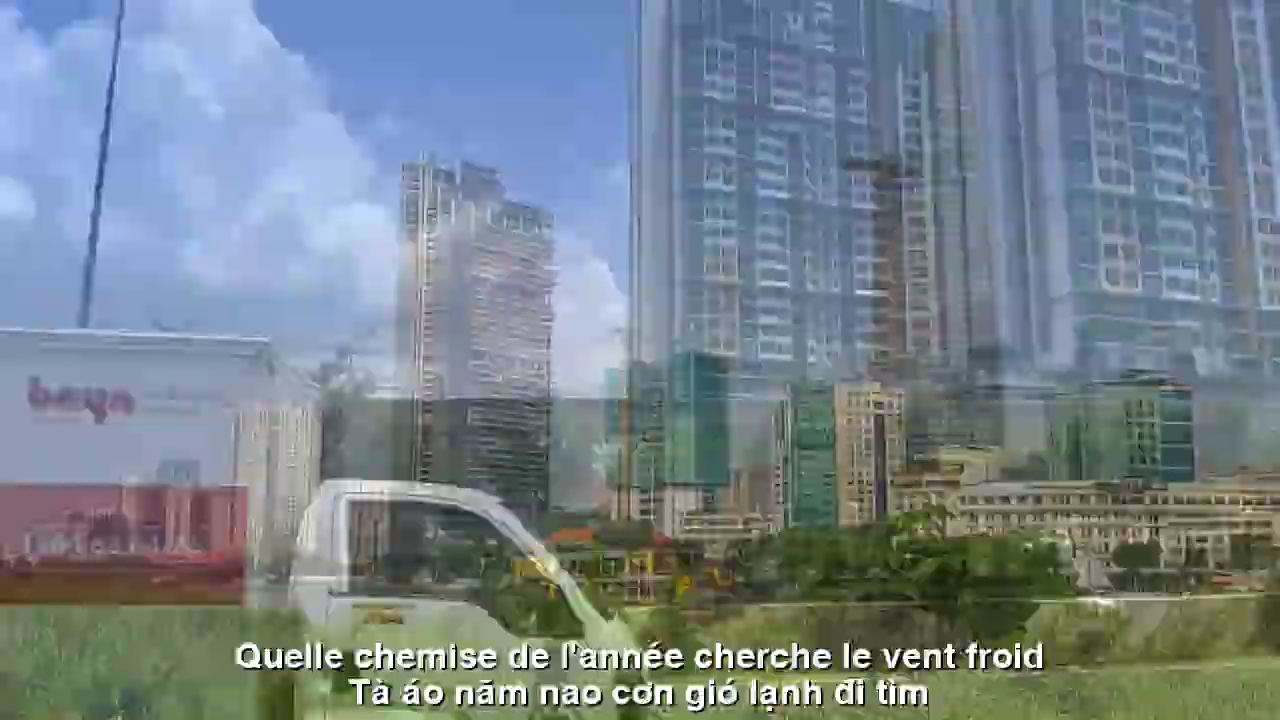 Quelle chemise de l'année cherche le vent froid
Tà áo năm nao cơn gió lạnh đi tìm